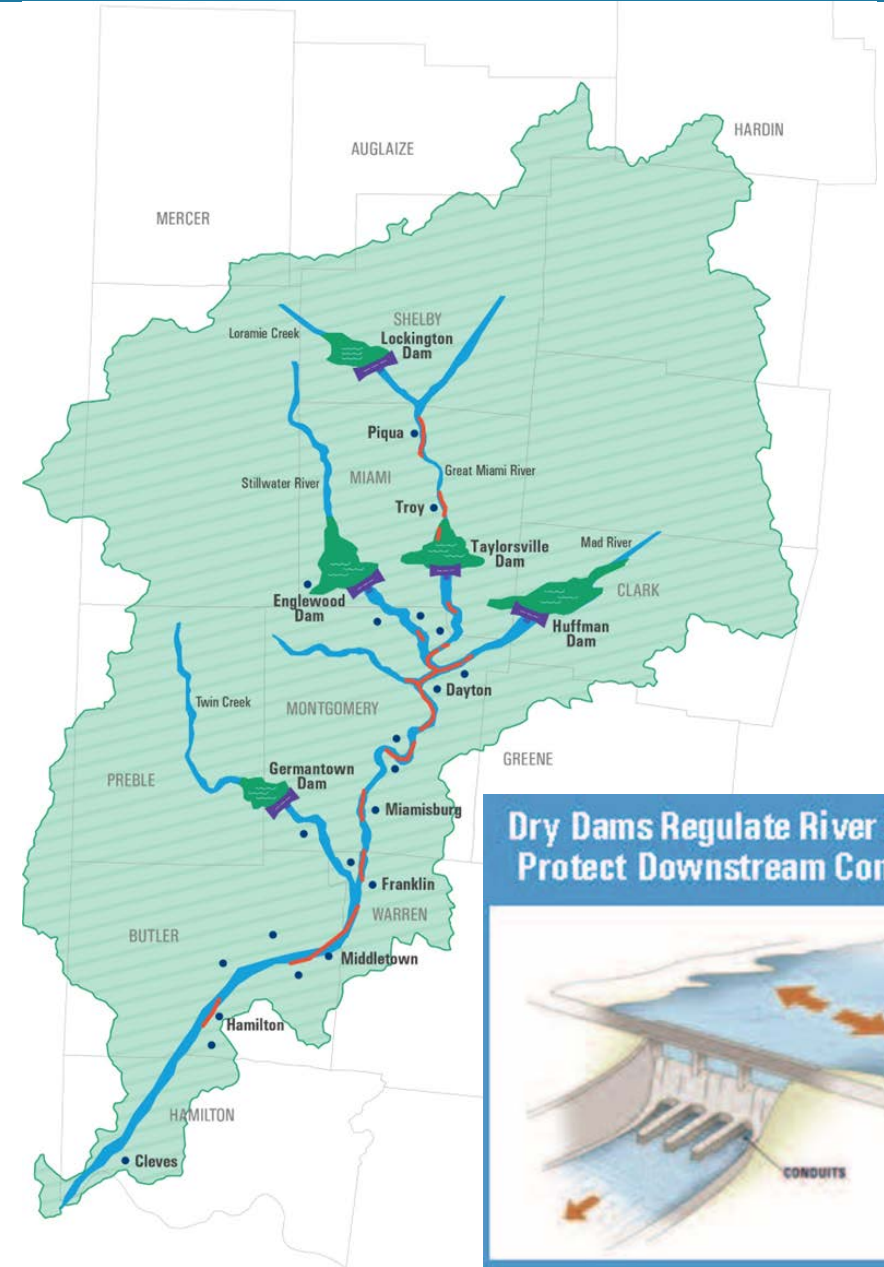 HARDIN
AUGLAIZE
MERCER
SHELBY
Loramie Creek
Lockington
Dam
Piqua
Great Miami River
MIAMI
Stillwater River
Troy
Taylorsville
Dam
Mad River
CLARK
Englewood
Dam
Huffman
Dam
Dayton
Twin Creek
MONTGOMERY
GREENE
Germantown
Dam
PREBLE
Miamisburg
Franklin
WARREN
BUTLER
Middletown
Hamilton
HAMILTON
Cleves
Dry Dams Regulate River
Protect Downstream Com
CONDUITS